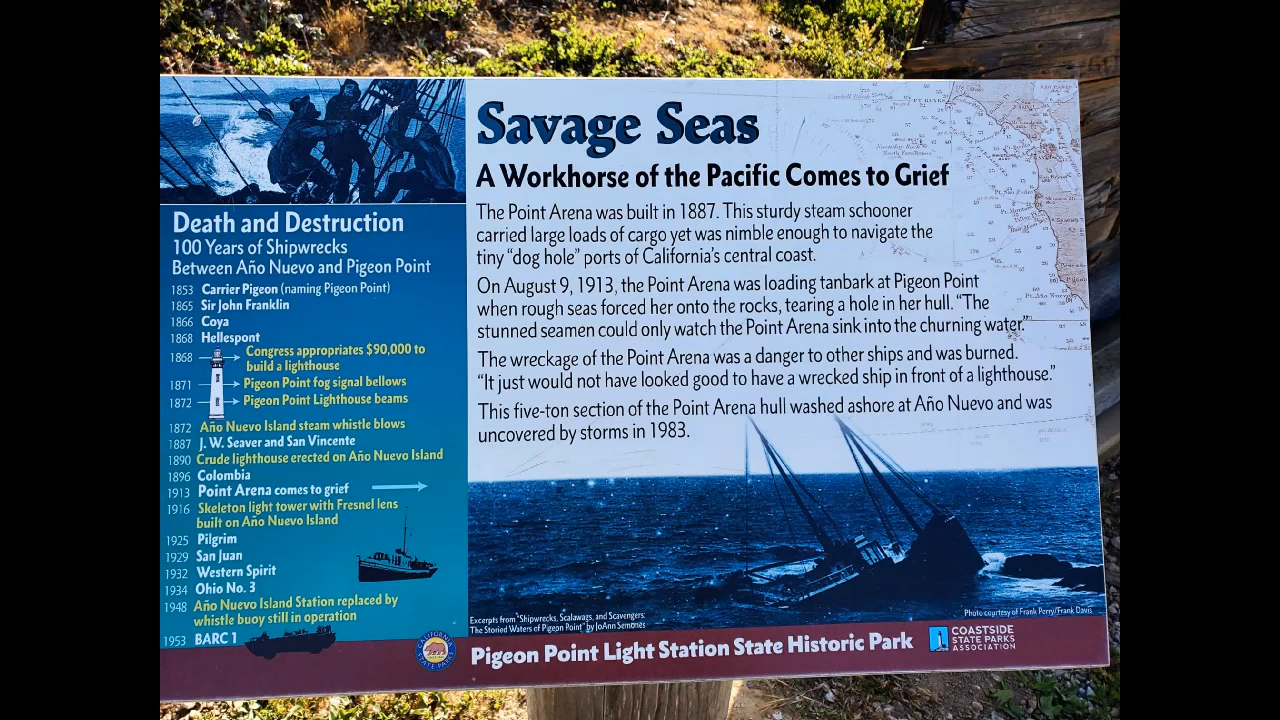 Savage Seas
A Workhorse of the Pacific Comes to Grief
The Point Arena was built in 1887. This sturdy steam schooner
carried large loads of cargo yet was nimble enough to navigate the
tiny “dog hole” ports of California’s central coast.
On August 9, 1913, the Point Arena was loading tanbark at Pigeon Point
when rough seas forced her onto the rocks, tearing a hole in her hull. “The
stunned seamen could only watch the Point Arena sink into the churning water.”
The wreckage of the Point Arena was a danger to other ships and was burned.
“It just would not have looked good to have a wrecked ship in front of a lighthouse.”
This five-ton section of the Point Arena hull washed ashore at Año Nuevo and was
uncovered by storms in 1983.
Death and Destruction
100 Years of Shipwrecks
Between Año Nuevo and Pigeon Point
1853 Carrier Pigeon (naming Pigeon Point)
1865 Sir John Franklin
1866 Coya
1868 Hellespont
1868 Congress appropriates $90,000 to
build a lighthouse
1871 Pigeon Point fog signal bellows
1872 Pigeon Point Lighthouse beams
1872 Año Nuevo Island steam whistle blows
1887 J. W. Seaver and San Vincente
1890 Crude lighthouse erected on Año Nuevo Island
1896 Colombia
1913 Point Arena comes to grief
1916 Skeleton light tower with Fresnel lens
built on Año Nuevo Island
1925 Pilgrim
1929 San Juan
1932 Western Spirit
1934 Ohio No. 3
1948 Año Nuevo Island Station replaced by
whistle buoy still in operation
1953 BARC 1
Excerpts from “Shipwrecks, Scalawags, and Scavengers:
The Storied Waters of Pigeon Point” by JoAnn Semones
Photo courtesy of Frank Perry/Frank Davis
CALIFORNIA
STATE PARKS
Pigeon Point Light Station State Historic Park
COASTSIDE
STATE PARKS
ASSOCIATION